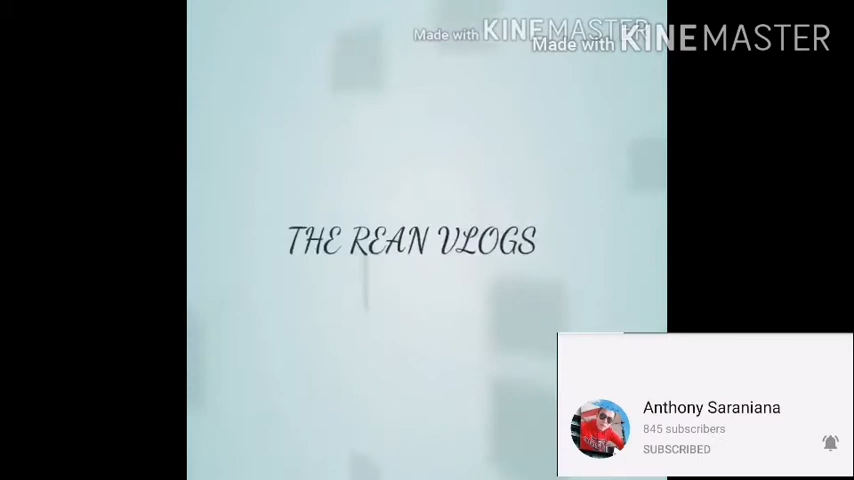 Made with KINEMASTER
Made with KINEMASTER
THE REAN VLOGS
Anthony Saraniana
845 subscribers
SUBSCRIBED